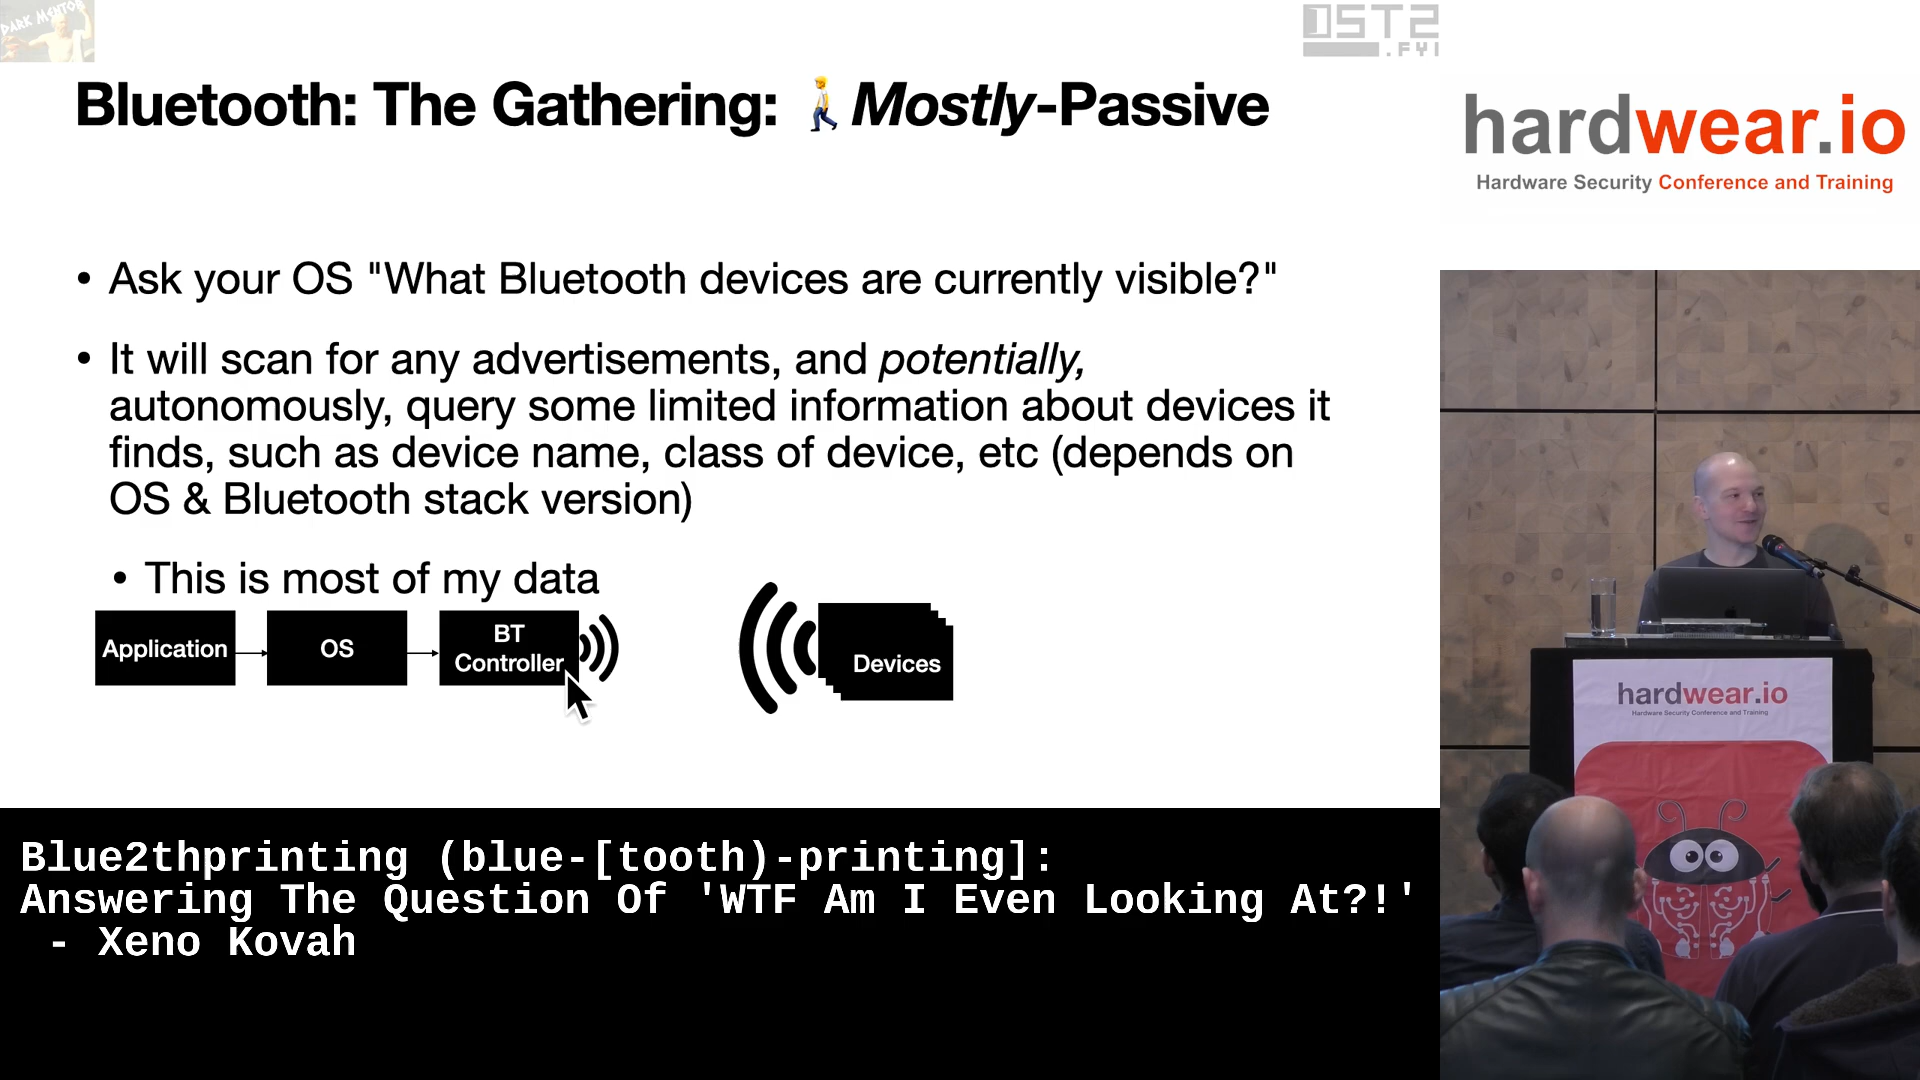 DARK MENTOR
OST2
.FYI
Bluetooth: The Gathering: 🚶Mostly-Passive
hardwear.io
Hardware Security Conference and Training
• Ask your OS "What Bluetooth devices are currently visible?"
• It will scan for any advertisements, and potentially,
autonomously, query some limited information about devices it
finds, such as device name, class of device, etc (depends on
OS & Bluetooth stack version)
• This is most of my data
Application
OS
BT
Controller
Devices
hardwear.io
Hardware Security Conference and Training
Blue2thprinting (blue-[tooth)-printing]:
Answering The Question Of 'WTF Am I Even Looking At?!'
- Xeno Kovah